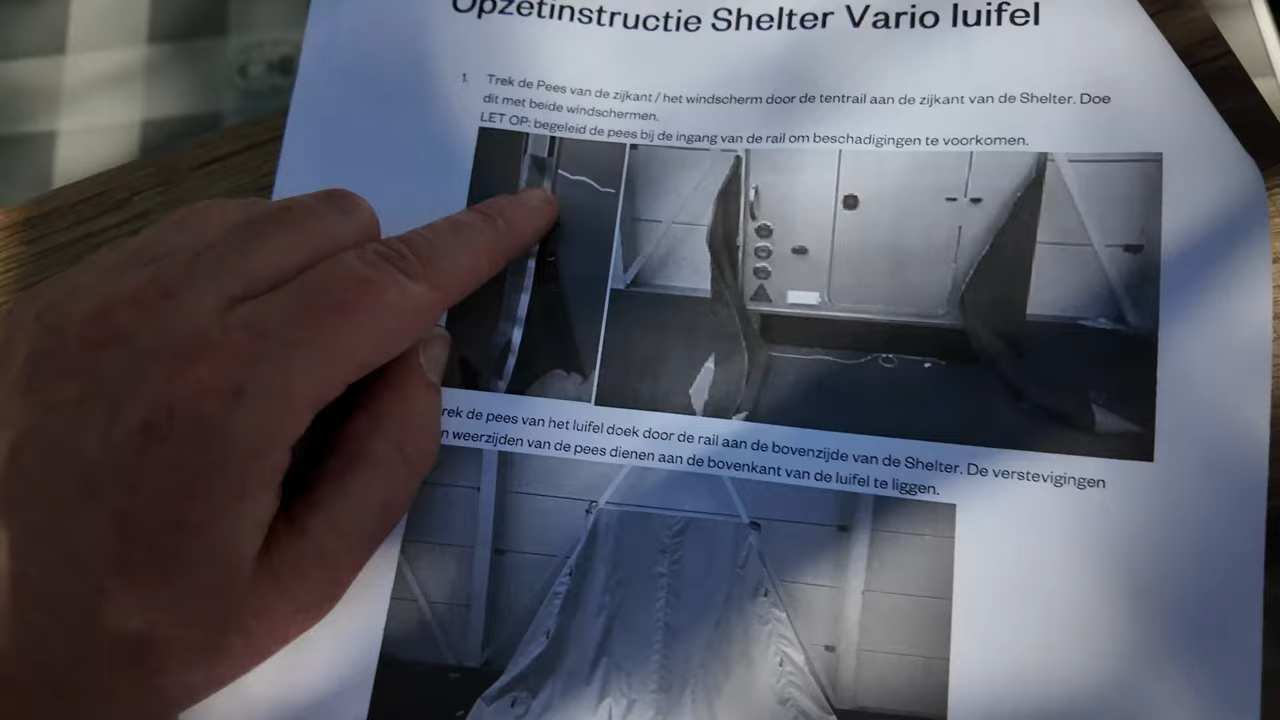 Opzetinstructie Shelter Vario luifel
1. Trek de Pees van de zijkant / het windscherm door de tentrail aan de zijkant van de Shelter. Doe
dit met beide windschermen.
LET OP: begeleid de pees bij de ingang van de rail om beschadigingen te voorkomen.
rek de pees van het luifel doek door de rail aan de bovenzijde van de Shelter. De verstevigingen
n weerzijden van de pees dienen aan de bovenkant van de luifel te liggen.